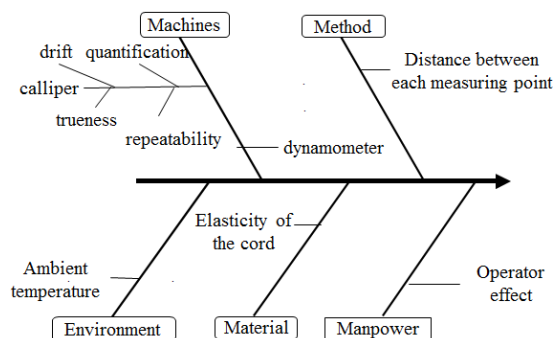 Machines
Method
drift quantification
calliper
trueness
repeatability
dynamometer
Distance between
each measuring point
Elasticity of
the cord
Ambient
temperature
Operator
effect
Environment
Material
Manpower